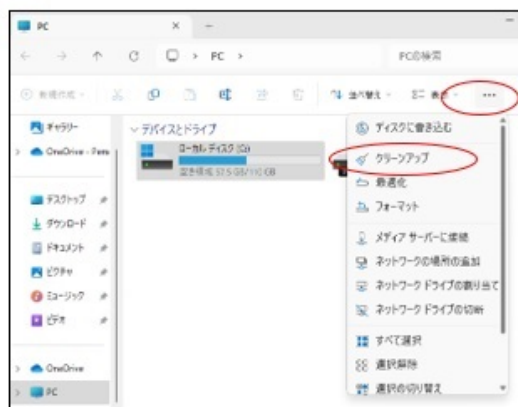 PC
PC
PCの検索
新規作成
並べ替え
表示
ギャラリー
OneDrive - Pers
デスクトップ
ダウンロード
ドキュメント
ピクチャ
ミュージック
ビデオ
OneDrive
PC
デバイスとドライブ
ローカル ディスク (C:)
空き領域 57.5 GB/110 GB
ディスクに書き込む
クリーンアップ
最適化
フォーマット
メディア サーバーに接続
ネットワークの場所の追加
ネットワーク ドライブの割り当て
ネットワーク ドライブの切断
すべて選択
選択解除
選択の切り替え